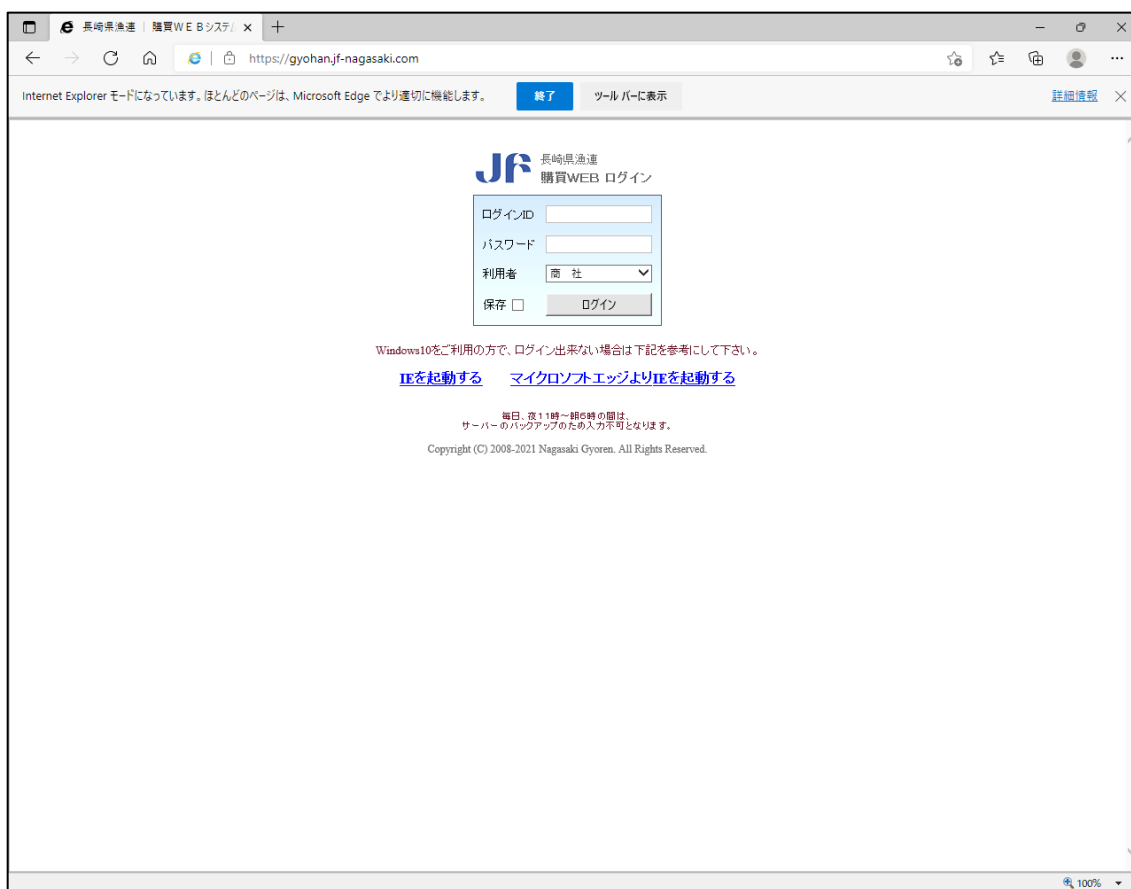 長崎県漁連 | 購買ＷＥＢシステム
https://gyohan.jf-nagasaki.com
Internet Explorer モードになっています。ほとんどのページは、Microsoft Edge でより適切に機能します。 終了 ツール バーに表示 詳細情報
JF 長崎県漁連
購買WEB ログイン
ログインID
パスワード
利用者 商 社
保存 ログイン
Windows10をご利用の方で、ログイン出来ない場合は下記を参考にして下さい。
IEを起動する マイクロソフトエッジよりIEを起動する
毎日、夜11時～朝6時の間は、
サーバーのバックアップのため入力不可となります。
Copyright (C) 2008-2021 Nagasaki Gyoren. All Rights Reserved.
100%